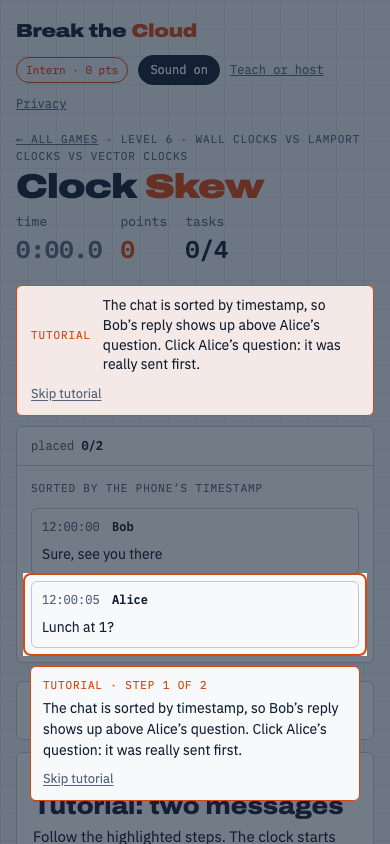 Break the Cloud
Intern · 0 pts
Sound on
Teach or host
Privacy
← ALL GAMES · LEVEL 6 · WALL CLOCKS VS LAMPORT
CLOCKS VS VECTOR CLOCKS
Clock Skew
time points tasks
0:00.0 0 0/4
TUTORIAL
The chat is sorted by timestamp, so
Bob’s reply shows up above Alice’s
question. Click Alice’s question: it was
really sent first.
Skip tutorial
placed 0/2
SORTED BY THE PHONE’S TIMESTAMP
12:00:00 Bob
Sure, see you there
12:00:05 Alice
Lunch at 1?
TUTORIAL · STEP 1 OF 2
The chat is sorted by timestamp, so Bob’s reply
shows up above Alice’s question. Click Alice’s
question: it was really sent first.
Skip tutorial
Tutorial: two messages
Follow the highlighted steps. The clock starts